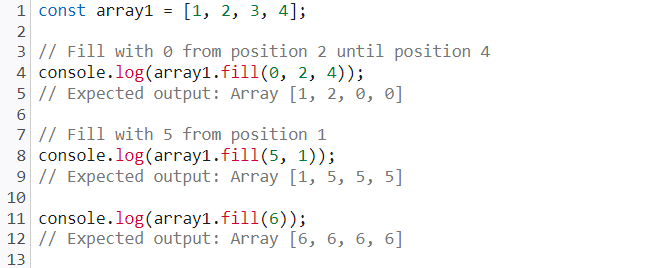 1 const array1 = [1, 2, 3, 4];
2
3 // Fill with 0 from position 2 until position 4
4 console.log(array1.fill(0, 2, 4));
5 // Expected output: Array [1, 2, 0, 0]
6
7 // Fill with 5 from position 1
8 console.log(array1.fill(5, 1));
9 // Expected output: Array [1, 5, 5, 5]
10
11 console.log(array1.fill(6));
12 // Expected output: Array [6, 6, 6, 6]
13